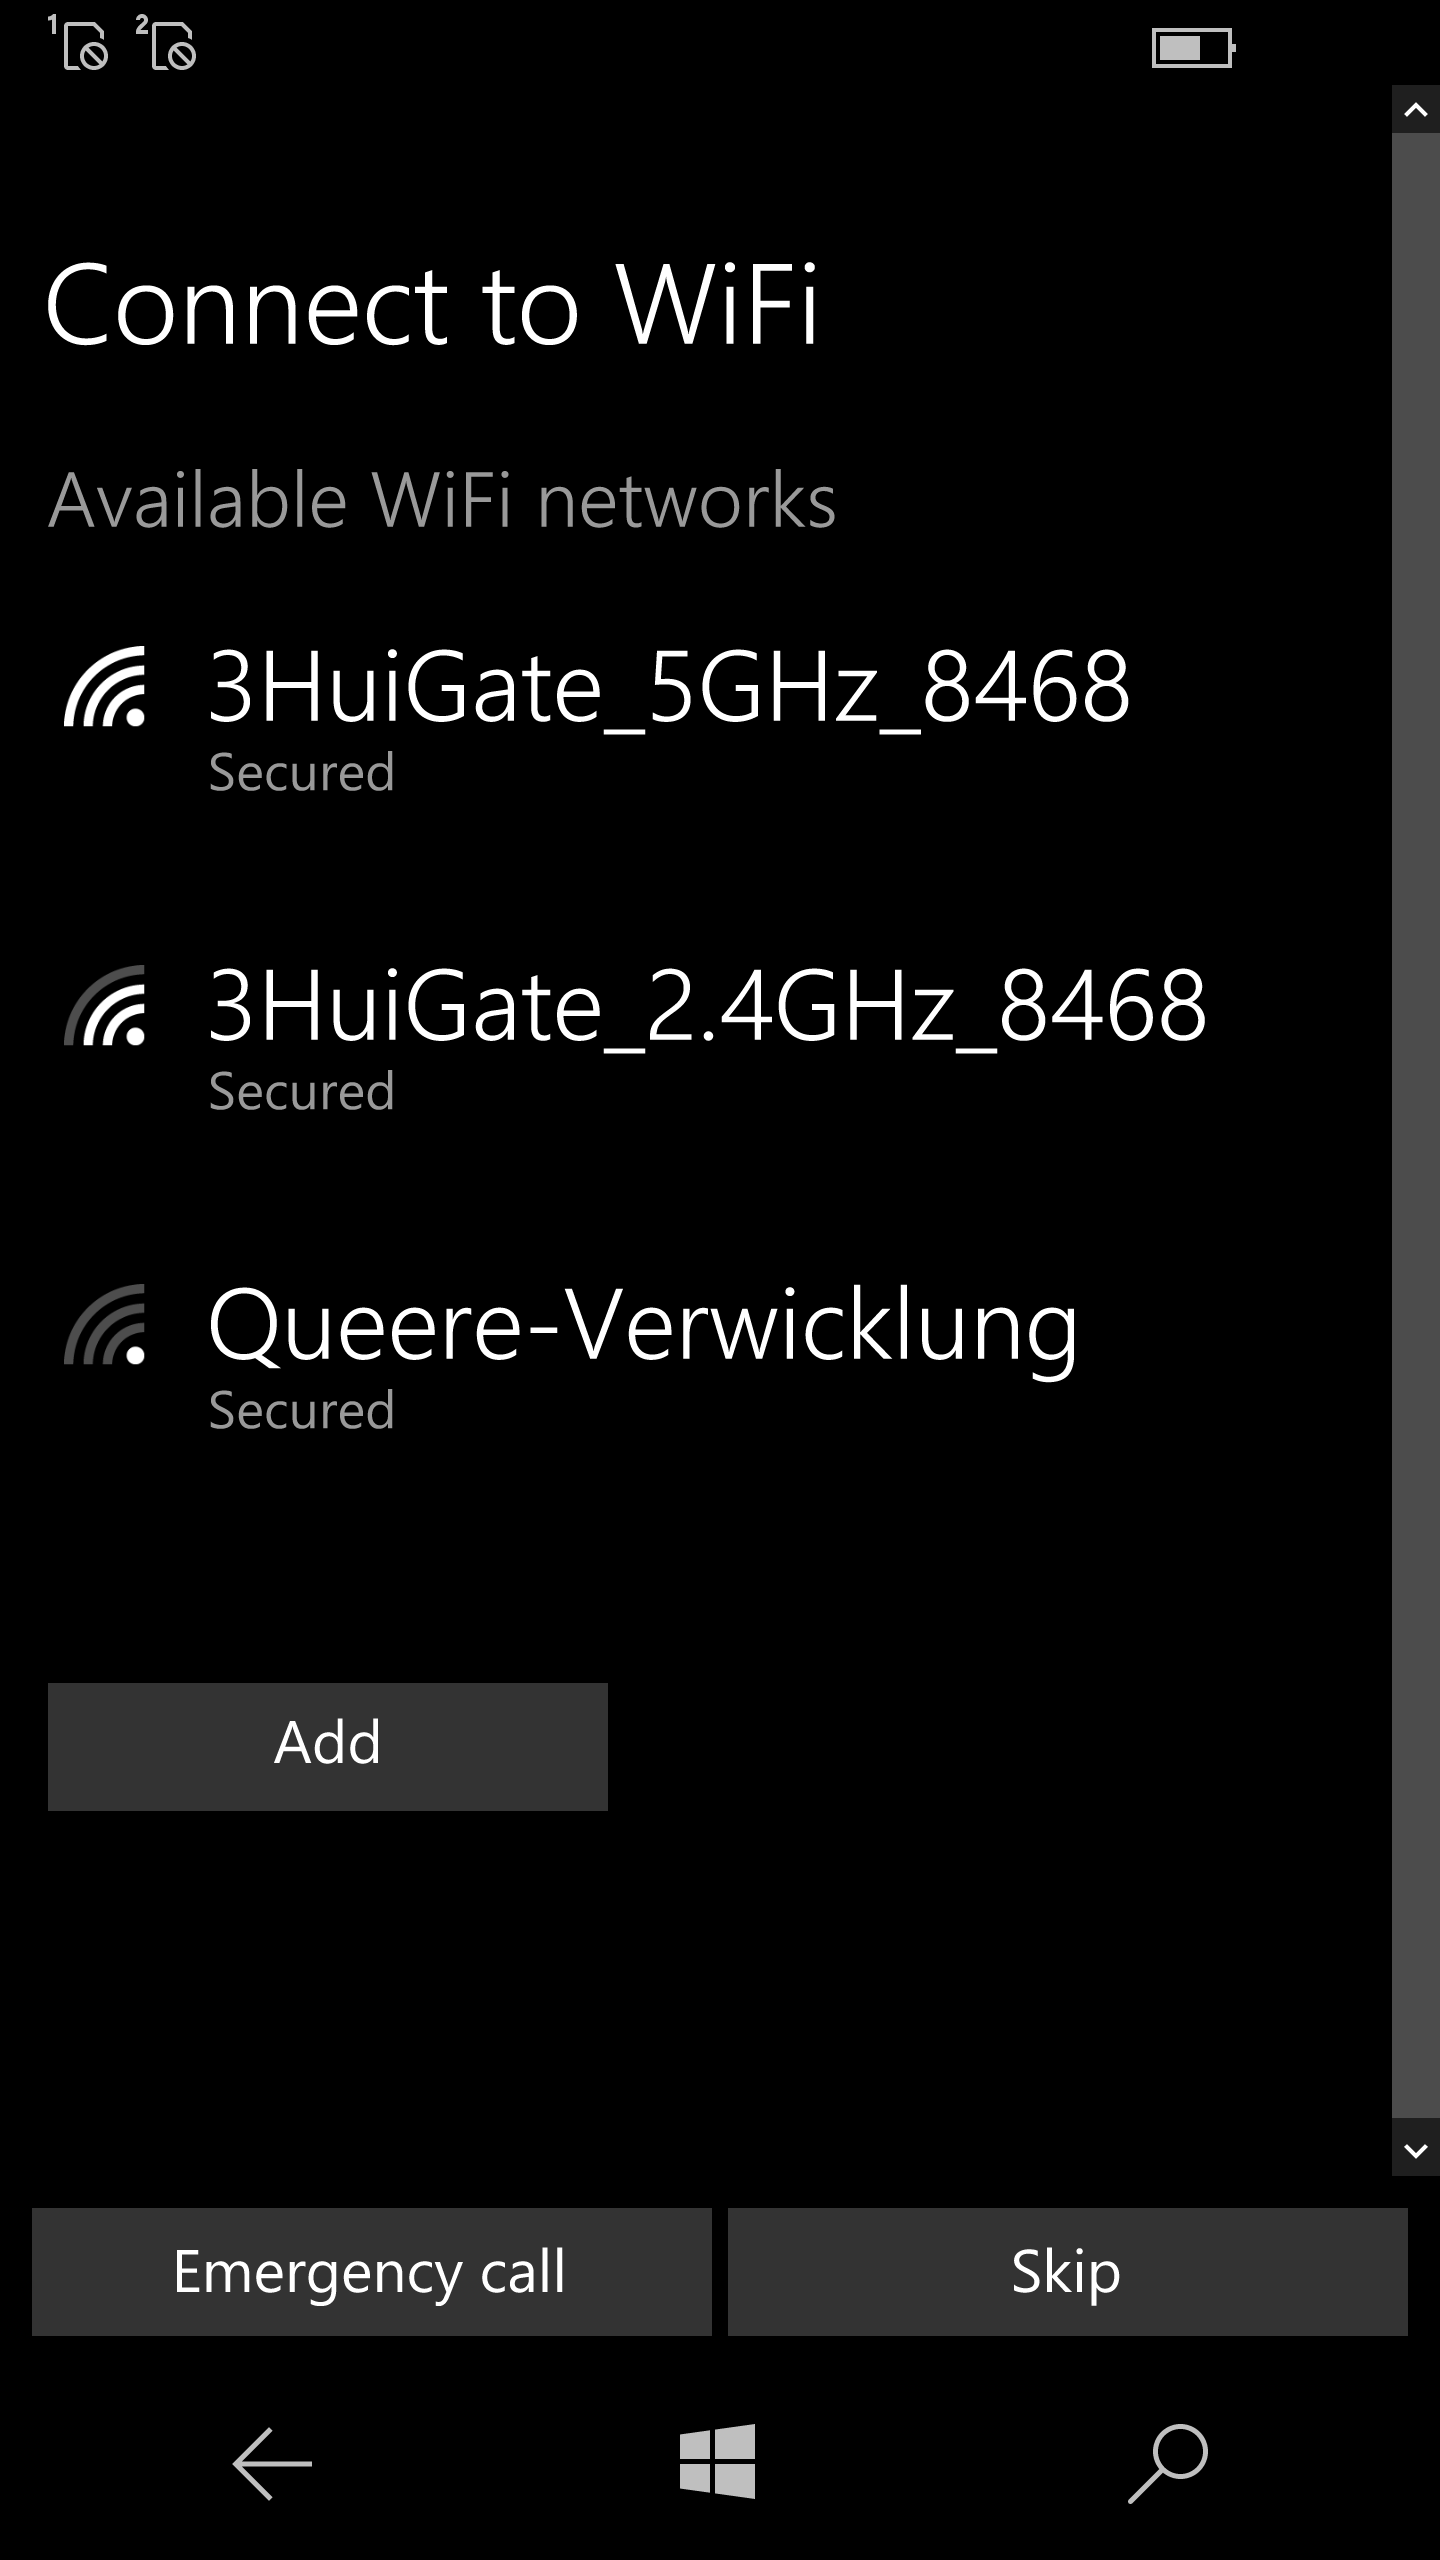 1 2
Connect to WiFi
Available WiFi networks
3HuiGate_5GHz_8468
Secured
3HuiGate_2.4GHz_8468
Secured
Queere-Verwicklung
Secured
Add
Emergency call Skip